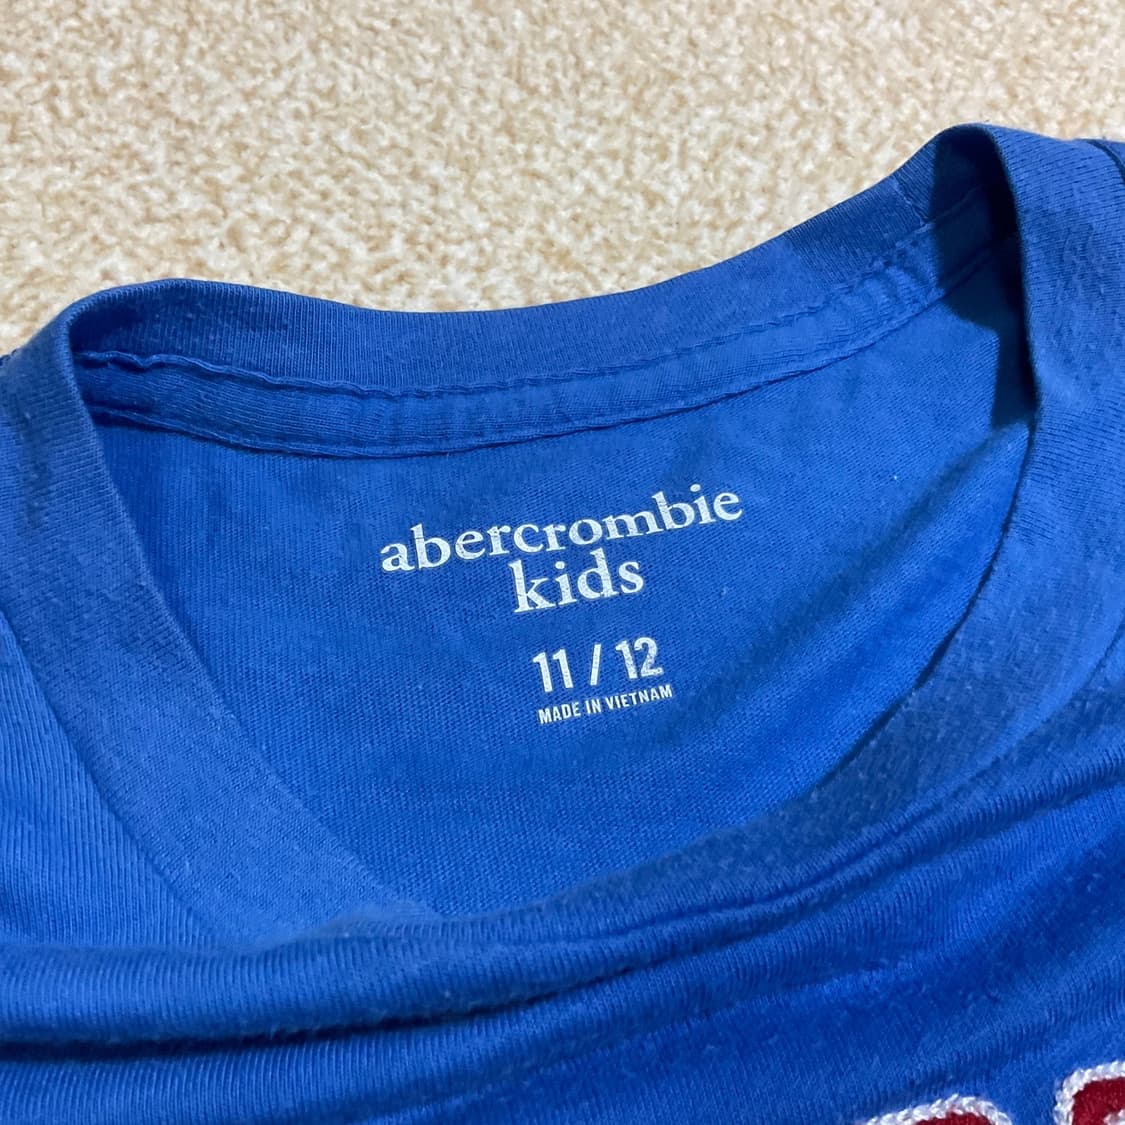 abercrombie
kids
11 / 12
MADE IN VIETNAM